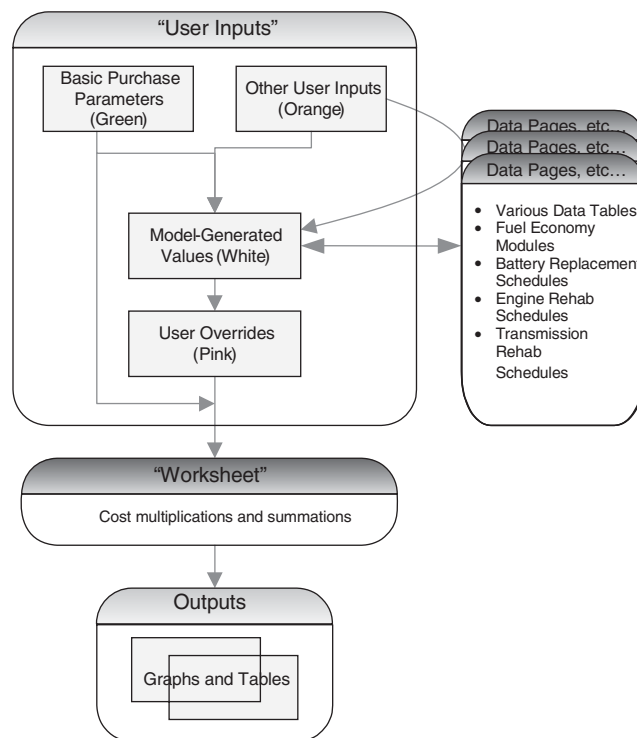 “User Inputs”
Basic Purchase
Parameters
(Green)
Other User Inputs
(Orange)
Model-Generated
Values (White)
User Overrides
(Pink)
Data Pages, etc…
Data Pages, etc…
Data Pages, etc…
• Various Data Tables
• Fuel Economy
Modules
• Battery Replacement
Schedules
• Engine Rehab
Schedules
• Transmission
Rehab
Schedules
“Worksheet”
Cost multiplications and summations
Outputs
Graphs and Tables